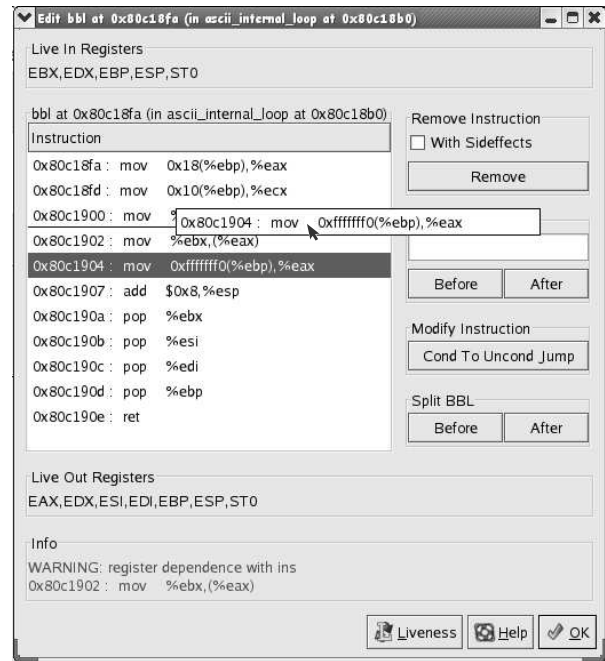 Edit bbl at 0x80c18fa (in ascii_internal_loop at 0x80c18b0)
Live In Registers
EBX,EDX,EBP,ESP,ST0
bbl at 0x80c18fa (in ascii_internal_loop at 0x80c18b0)
Instruction
0x80c18fa : mov 0x18(%ebp),%eax
0x80c18fd : mov 0x10(%ebp),%ecx
0x80c1900 : mov
0x80c1904 : mov 0xfffffff0(%ebp),%eax
0x80c1902 : mov %ebx,(%eax)
0x80c1904 : mov 0xfffffff0(%ebp),%eax
0x80c1907 : add $0x8,%esp
0x80c190a : pop %ebx
0x80c190b : pop %esi
0x80c190c : pop %edi
0x80c190d : pop %ebp
0x80c190e : ret
Remove Instruction
With Sideffects
Remove
Before After
Modify Instruction
Cond To Uncond Jump
Split BBL
Before After
Live Out Registers
EAX,EDX,ESI,EDI,EBP,ESP,ST0
Info
WARNING: register dependence with ins
0x80c1902 : mov %ebx,(%eax)
Liveness Help OK